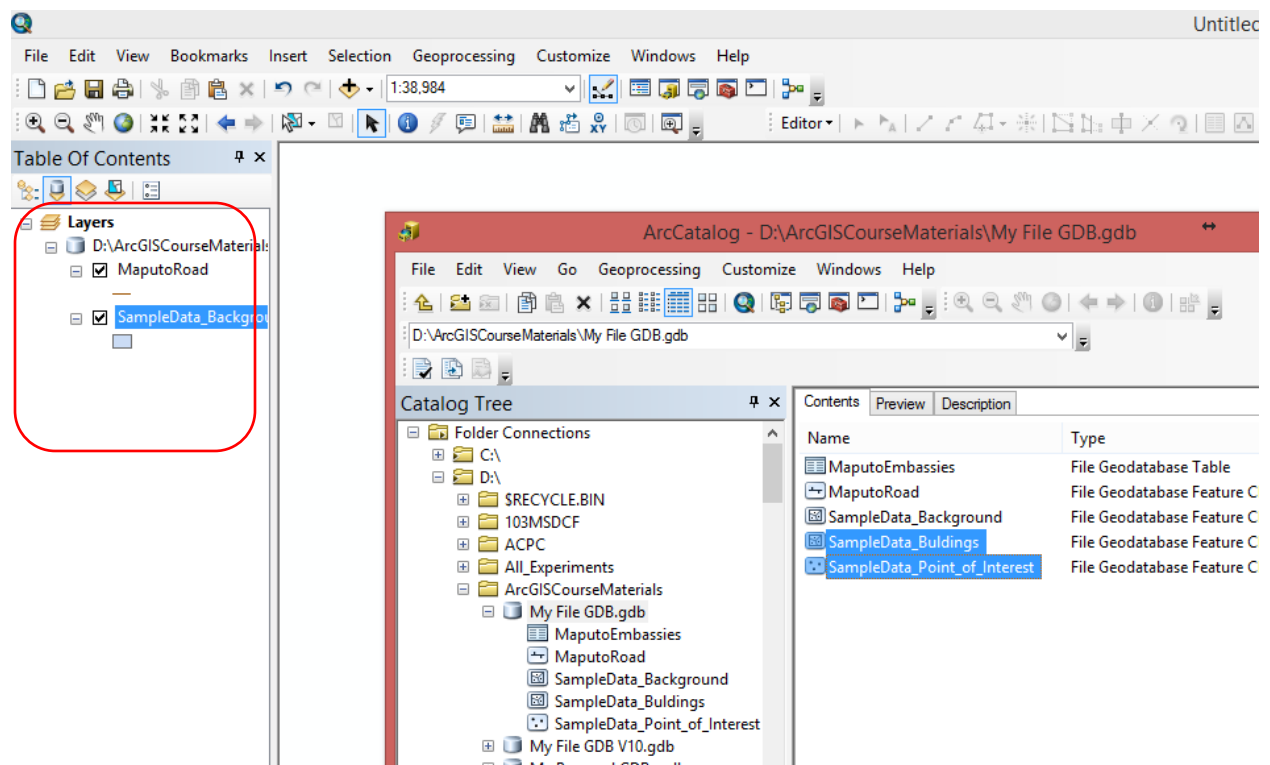 Untitled
File Edit View Bookmarks Insert Selection Geoprocessing Customize Windows Help
1:38,984
Editor
Table Of Contents
Layers
D:\ArcGISCourseMaterial
MaputoRoad
SampleData_Backgrou
ArcCatalog - D:\ArcGISCourseMaterials\My File GDB.gdb
File Edit View Go Geoprocessing Customize Windows Help
D:\ArcGISCourseMaterials\My File GDB.gdb
Catalog Tree
Folder Connections
C:\
D:\
$RECYCLE.BIN
103MSDCF
ACPC
All_Experiments
ArcGISCourseMaterials
My File GDB.gdb
MaputoEmbassies
MaputoRoad
SampleData_Background
SampleData_Buldings
SampleData_Point_of_Interest
My File GDB V10.gdb
Contents Preview Description
Name Type
MaputoEmbassies File Geodatabase Table
MaputoRoad File Geodatabase Feature C
SampleData_Background File Geodatabase Feature C
SampleData_Buldings File Geodatabase Feature C
SampleData_Point_of_Interest File Geodatabase Feature C